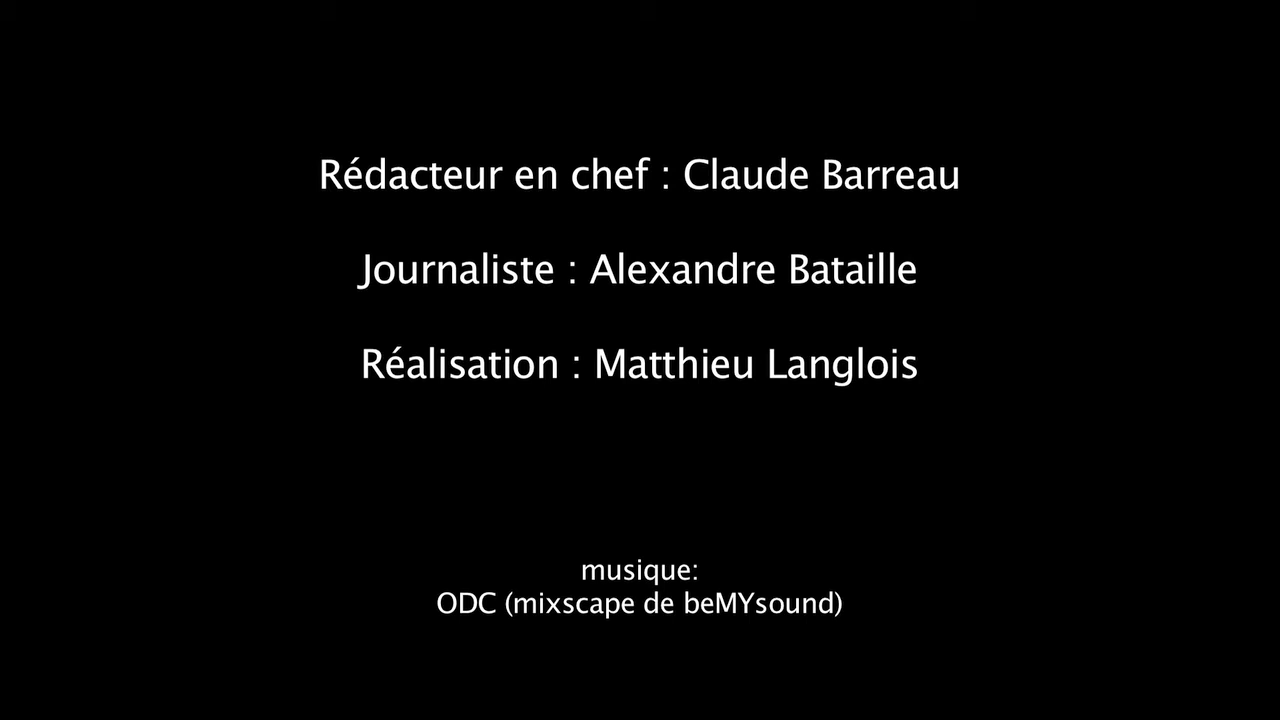 Rédacteur en chef : Claude Barreau
Journaliste : Alexandre Bataille
Réalisation : Matthieu Langlois
musique:
ODC (mixscape de beMYsound)